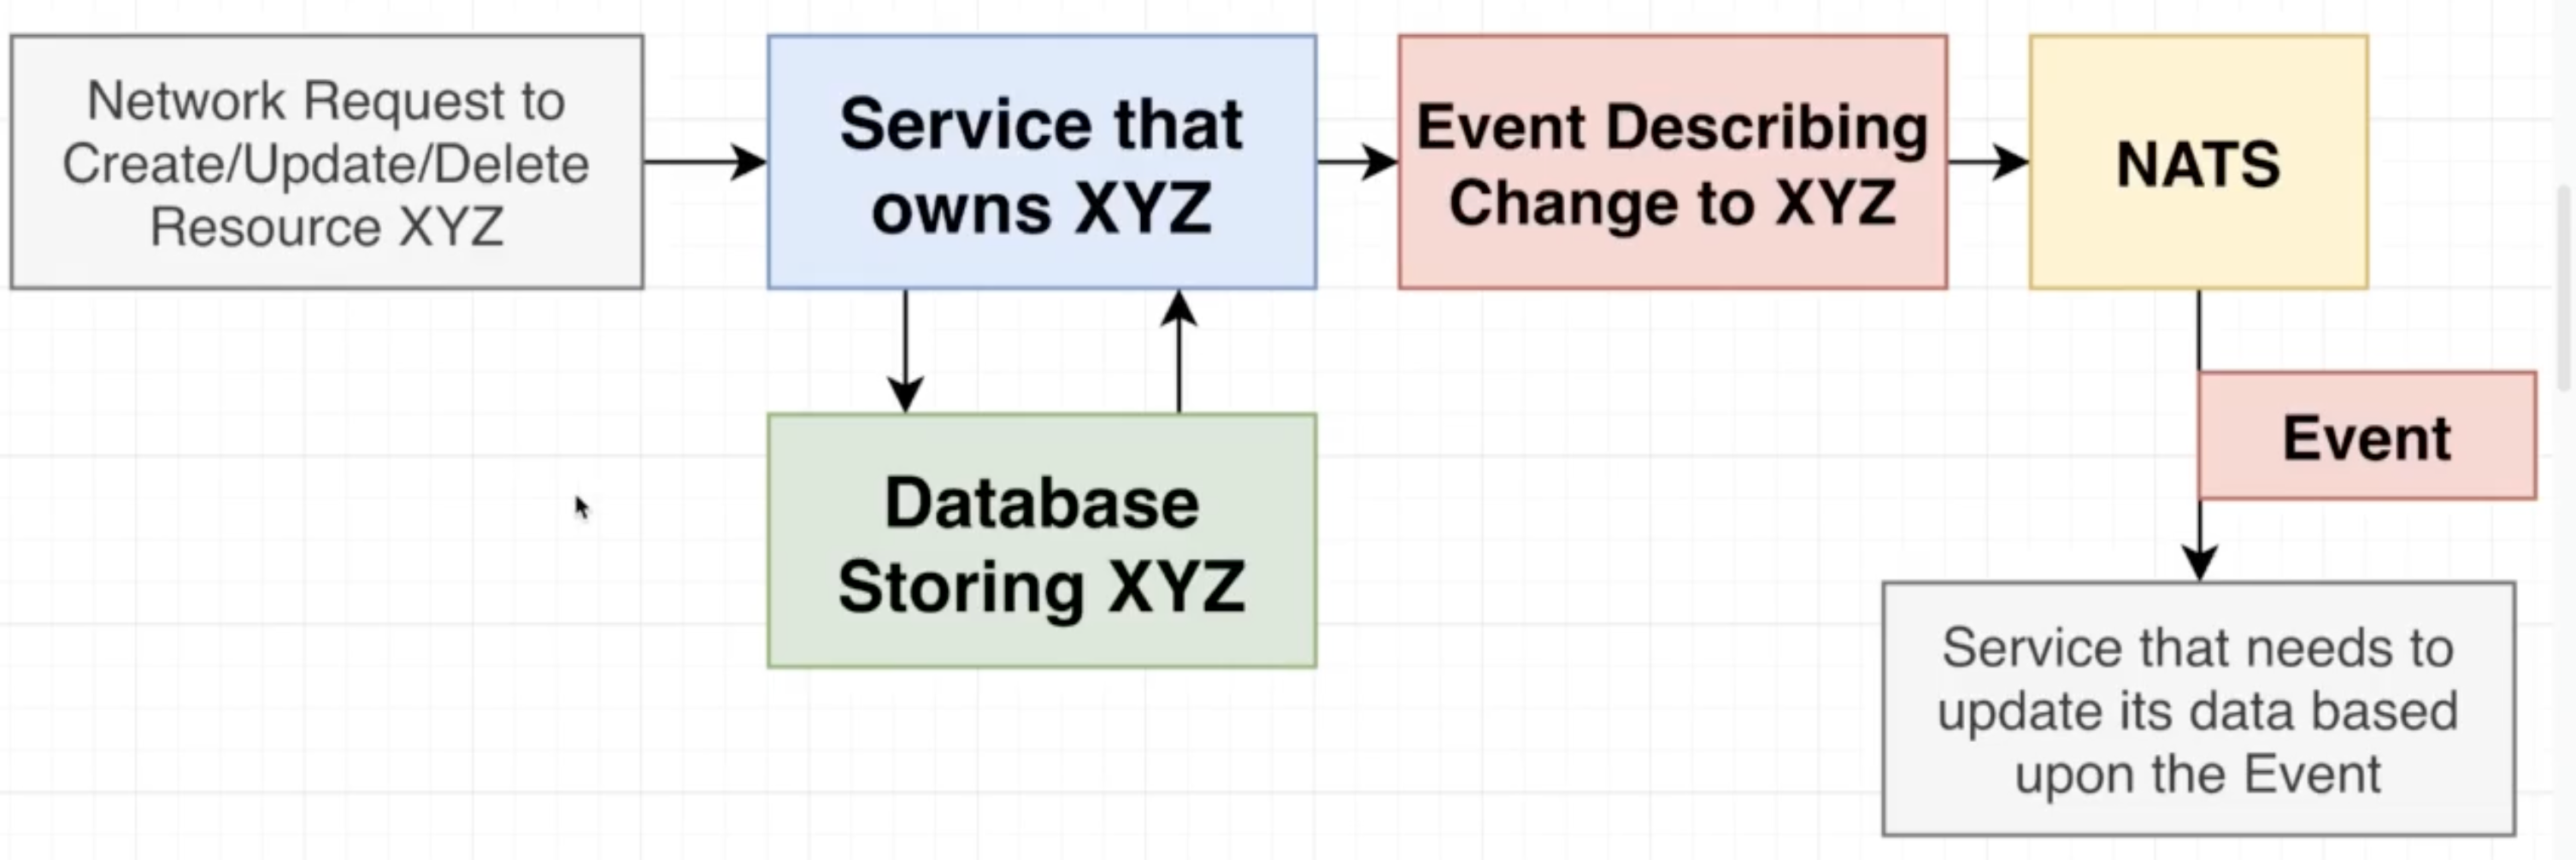 Network Request to
Create/Update/Delete
Resource XYZ
Service that
owns XYZ
Event Describing
Change to XYZ
NATS
Database
Storing XYZ
Event
Service that needs to
update its data based
upon the Event